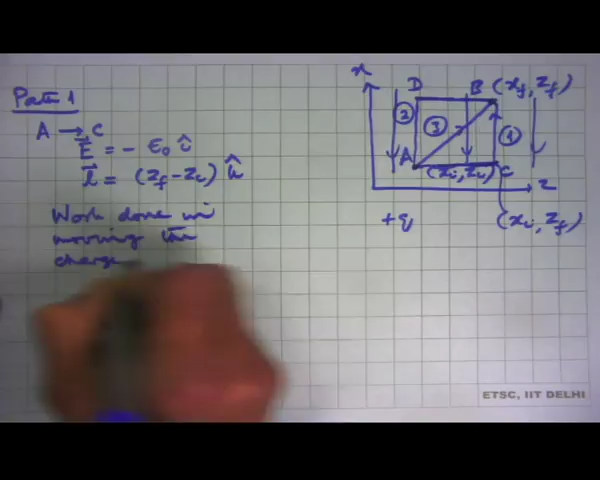 Path 1
A → C
E⃗ = - E₀ î
l⃗ = (z_f - z_i) k̂
Work done in
moving the
charge
x
D
B (x_f, z_f)
②
③
①
A
(x_i, z_i)
C
z
+q
(x_i, z_f)
ETSC, IIT DELHI